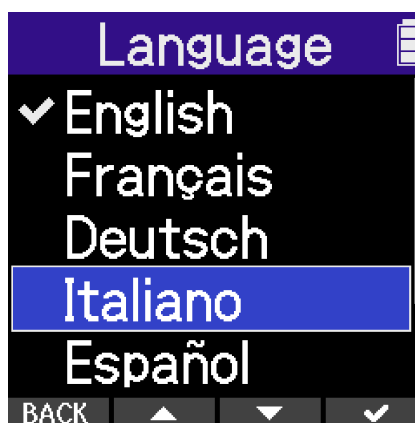 Language
English
Français
Deutsch
Italiano
Español
BACK